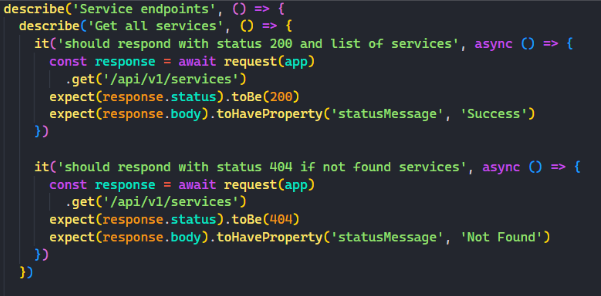 describe('Service endpoints', () => {
  describe('Get all services', () => {
    it('should respond with status 200 and list of services', async () => {
      const response = await request(app)
        .get('/api/v1/services')
      expect(response.status).toBe(200)
      expect(response.body).toHaveProperty('statusMessage', 'Success')
    })

    it('should respond with status 404 if not found services', async () => {
      const response = await request(app)
        .get('/api/v1/services')
      expect(response.status).toBe(404)
      expect(response.body).toHaveProperty('statusMessage', 'Not Found')
    })
  })